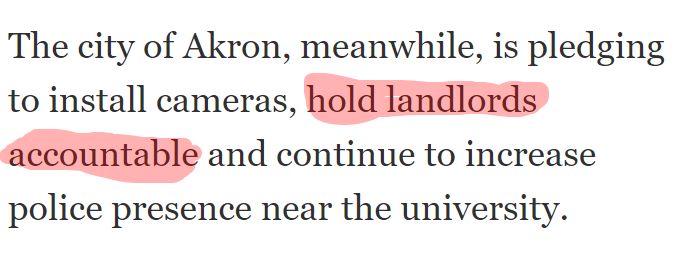 The city of Akron, meanwhile, is pledging
to install cameras, hold landlords
accountable and continue to increase
police presence near the university.